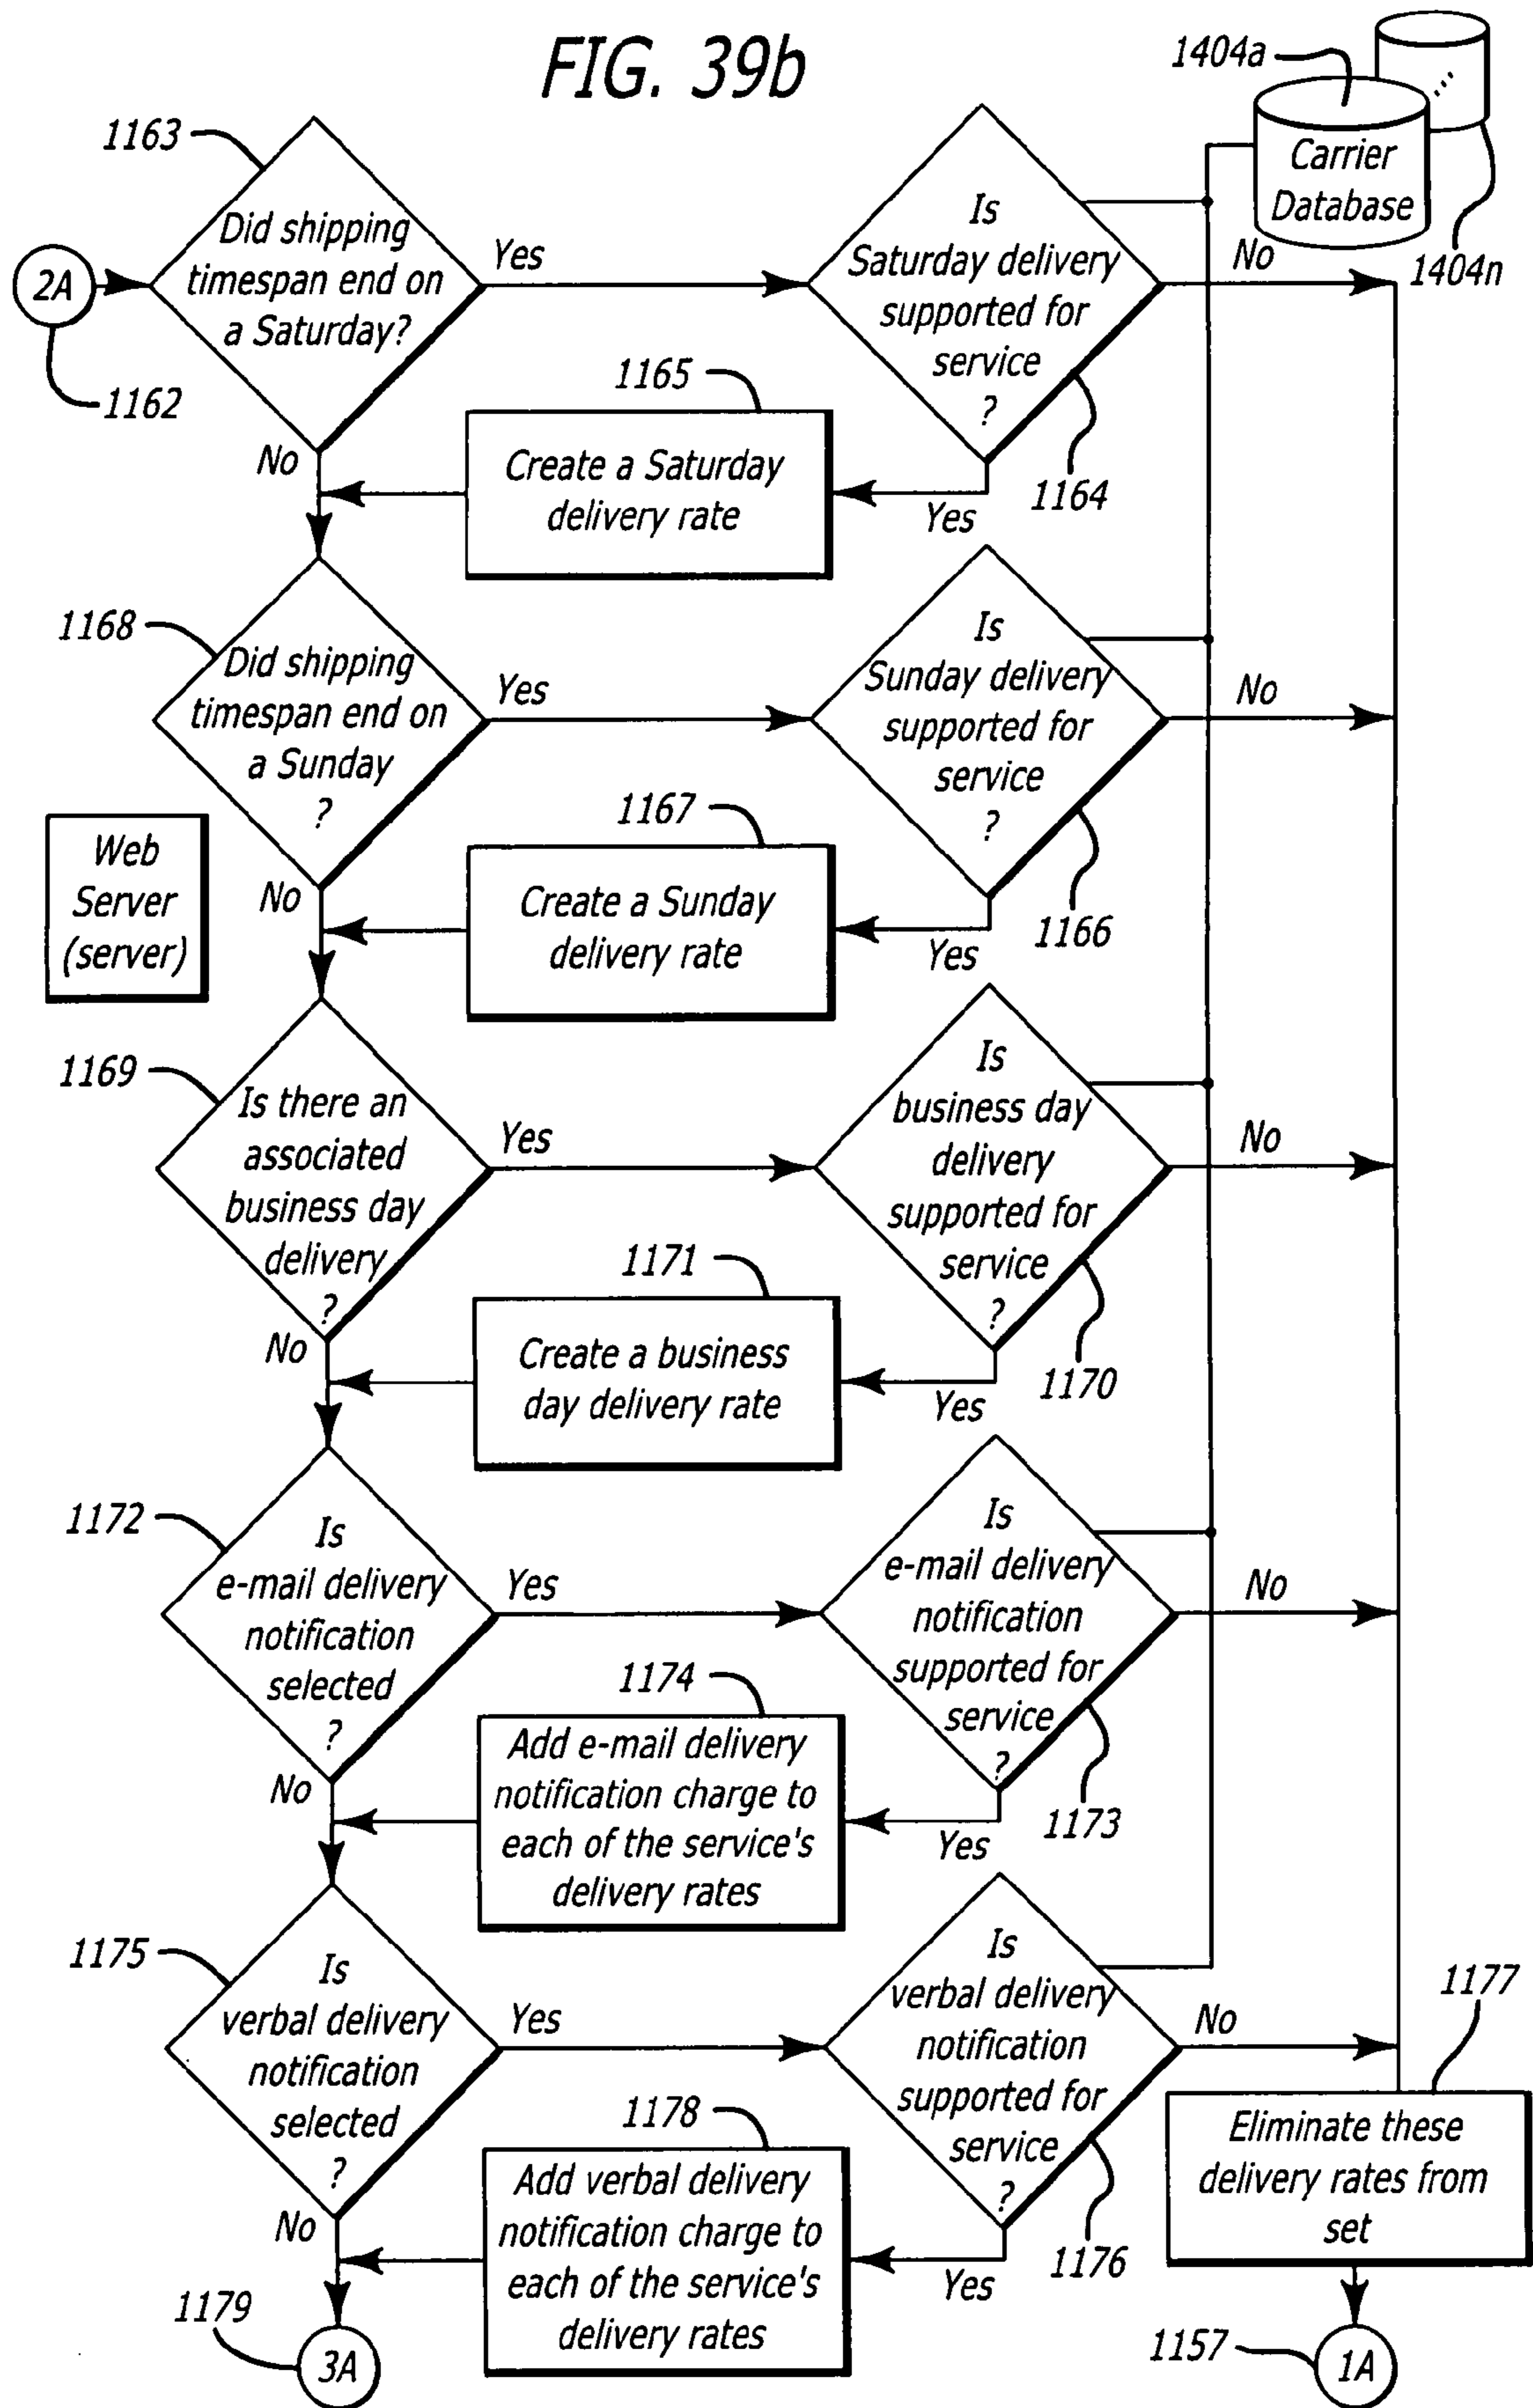 FIG. 39b
1404a
...
Carrier
Database
1404n
1163
Did shipping
timespan end on
a Saturday?
2A
1162
Yes
Is
Saturday delivery
supported for
service
?
No
1164
1165
Create a Saturday
delivery rate
Yes
No
1168
Did shipping
timespan end on
a Sunday
?
Yes
Is
Sunday delivery
supported for
service
?
No
1166
Web
Server
(server)
1167
Create a Sunday
delivery rate
Yes
No
1169
Is there an
associated
business day
delivery
?
Yes
Is
business day
delivery
supported for
service
?
No
1170
1171
Create a business
day delivery rate
Yes
No
1172
Is
e-mail delivery
notification
selected
?
Yes
Is
e-mail delivery
notification
supported for
service
?
No
1173
1174
Add e-mail delivery
notification charge to
each of the service's
delivery rates
Yes
No
1175
Is
verbal delivery
notification
selected
?
Yes
Is
verbal delivery
notification
supported for
service
?
No
1176
1177
Eliminate these
delivery rates from
set
1178
Add verbal delivery
notification charge to
each of the service's
delivery rates
Yes
No
1179
3A
1157
1A